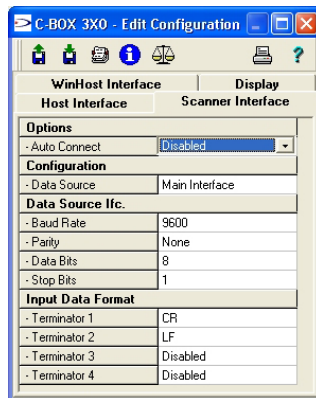 C-BOX 3X0 - Edit Configuration
?
WinHost Interface Display
Host Interface Scanner Interface
Options
- Auto Connect Disabled
Configuration
- Data Source Main Interface
Data Source Ifc.
- Baud Rate 9600
- Parity None
- Data Bits 8
- Stop Bits 1
Input Data Format
- Terminator 1 CR
- Terminator 2 LF
- Terminator 3 Disabled
- Terminator 4 Disabled